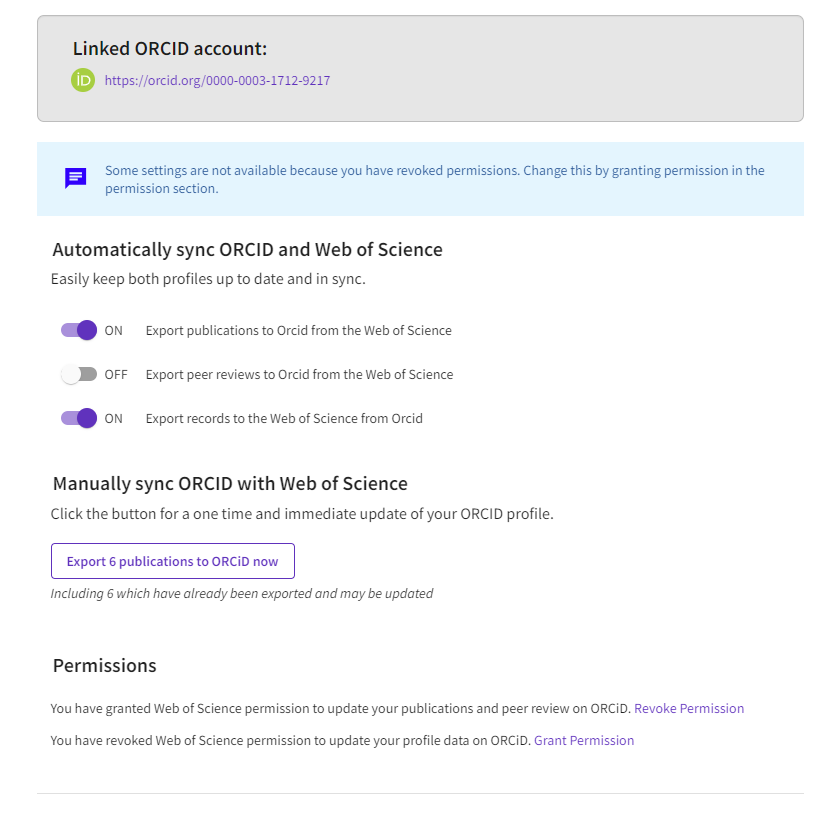 Linked ORCID account:
iD https://orcid.org/0000-0003-1712-9217
Some settings are not available because you have revoked permissions. Change this by granting permission in the
permission section.
Automatically sync ORCID and Web of Science
Easily keep both profiles up to date and in sync.
ON Export publications to Orcid from the Web of Science
OFF Export peer reviews to Orcid from the Web of Science
ON Export records to the Web of Science from Orcid
Manually sync ORCID with Web of Science
Click the button for a one time and immediate update of your ORCID profile.
Export 6 publications to ORCiD now
Including 6 which have already been exported and may be updated
Permissions
You have granted Web of Science permission to update your publications and peer review on ORCiD. Revoke Permission
You have revoked Web of Science permission to update your profile data on ORCiD. Grant Permission